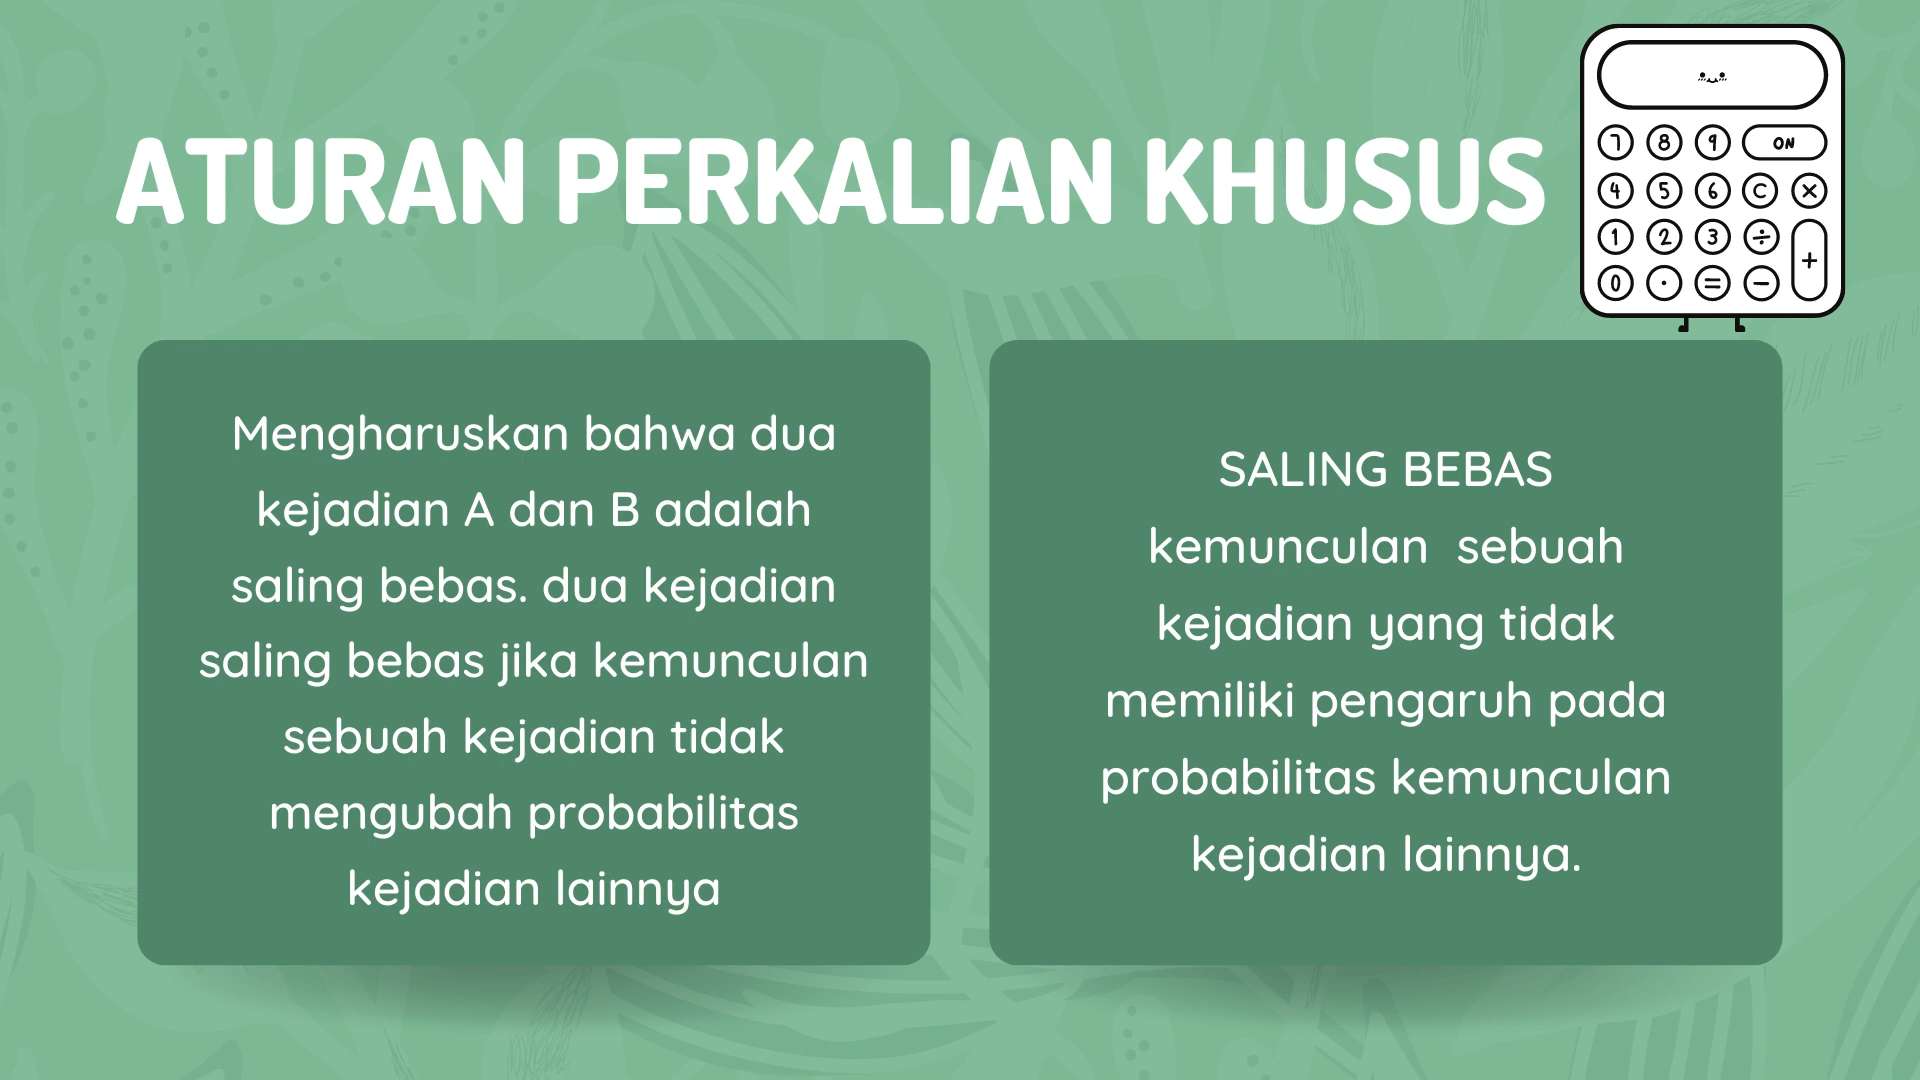 ATURAN PERKALIAN KHUSUS
7 8 9 ON
4 5 6 C ×
1 2 3 ÷ +
0 . = −
Mengharuskan bahwa dua
kejadian A dan B adalah
saling bebas. dua kejadian
saling bebas jika kemunculan
sebuah kejadian tidak
mengubah probabilitas
kejadian lainnya
SALING BEBAS
kemunculan  sebuah
kejadian yang tidak
memiliki pengaruh pada
probabilitas kemunculan
kejadian lainnya.